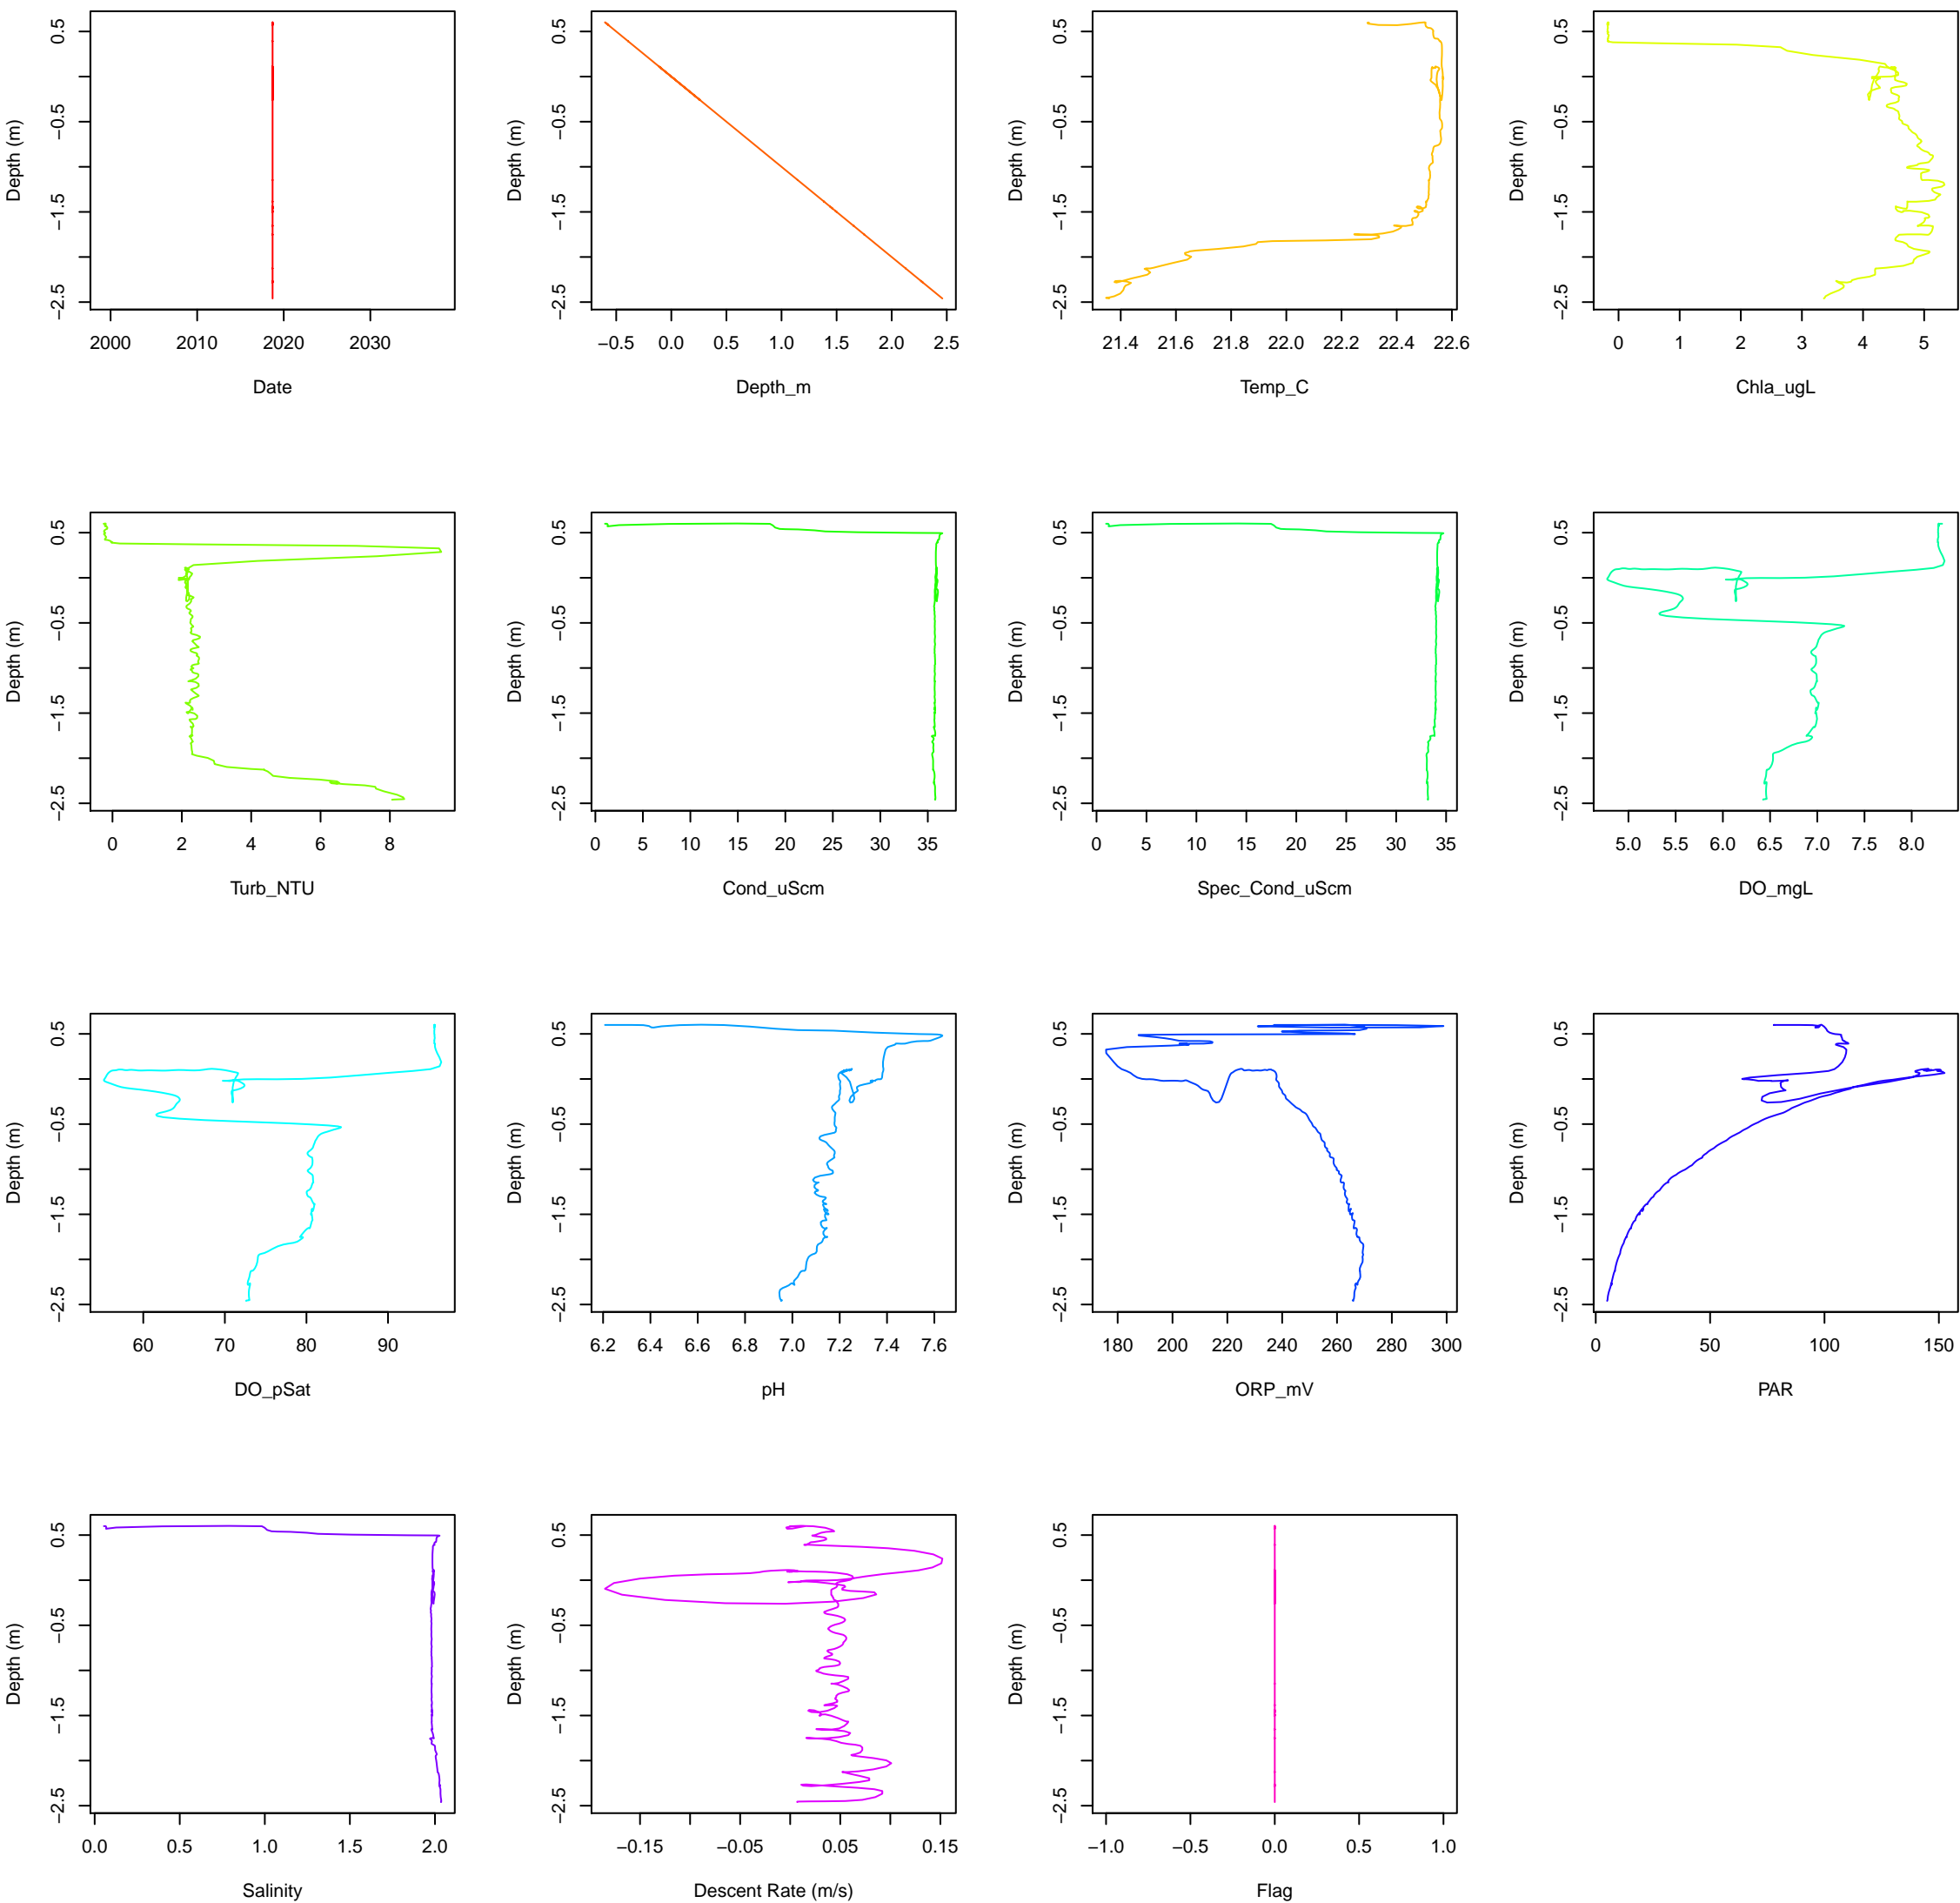 Depth (m) Depth (m) Depth (m) Depth (m)
0.5 −0.5 −1.5 −2.5 0.5 −0.5 −1.5 −2.5 0.5 −0.5 −1.5 −2.5 0.5 −0.5 −1.5 −2.5
2000 2010 2020 2030 −0.5 0.0 0.5 1.0 1.5 2.0 2.5 21.4 21.6 21.8 22.0 22.2 22.4 22.6 0 1 2 3 4 5
Date Depth_m Temp_C Chla_ugL
Depth (m) Depth (m) Depth (m) Depth (m)
0.5 −0.5 −1.5 −2.5 0.5 −0.5 −1.5 −2.5 0.5 −0.5 −1.5 −2.5 0.5 −0.5 −1.5 −2.5
0 2 4 6 8 0 5 10 15 20 25 30 35 0 5 10 15 20 25 30 35 5.0 5.5 6.0 6.5 7.0 7.5 8.0
Turb_NTU Cond_uScm Spec_Cond_uScm DO_mgL
Depth (m) Depth (m) Depth (m) Depth (m)
0.5 −0.5 −1.5 −2.5 0.5 −0.5 −1.5 −2.5 0.5 −0.5 −1.5 −2.5 0.5 −0.5 −1.5 −2.5
60 70 80 90 6.2 6.4 6.6 6.8 7.0 7.2 7.4 7.6 180 200 220 240 260 280 300 0 50 100 150
DO_pSat pH ORP_mV PAR
Depth (m) Depth (m) Depth (m)
0.5 −0.5 −1.5 −2.5 0.5 −0.5 −1.5 −2.5 0.5 −0.5 −1.5 −2.5
0.0 0.5 1.0 1.5 2.0 −0.15 −0.05 0.05 0.15 −1.0 −0.5 0.0 0.5 1.0
Salinity Descent Rate (m/s) Flag